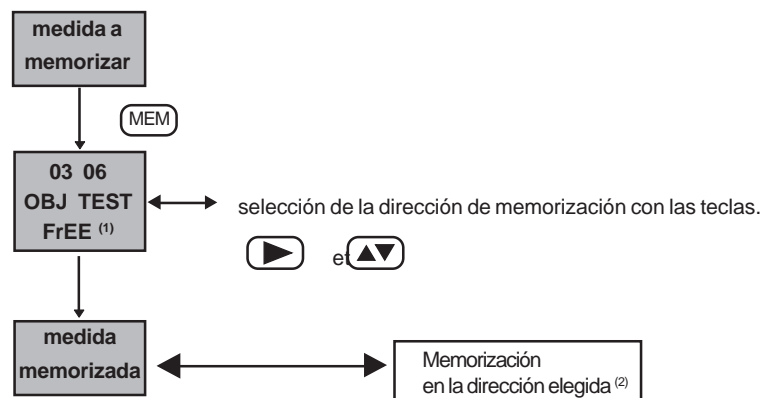 medida a
memorizar
MEM
03 06
OBJ TEST
FrEE (1)
selección de la dirección de memorización con las teclas.
et
medida
memorizada
Memorización
en la dirección elegida (2)